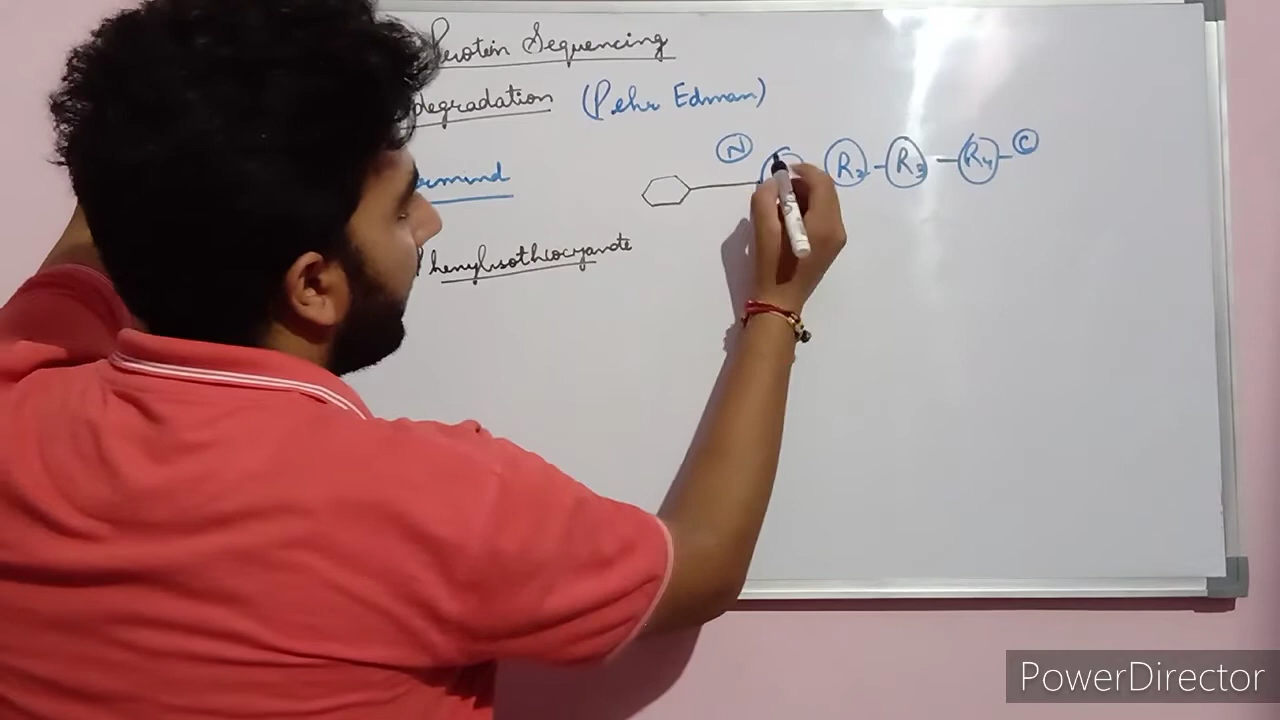 Protein Sequencing
degradation (Pehr Edman)
N
R2 - R3 - R4 - C
Phenylisothiocyanate
PowerDirector